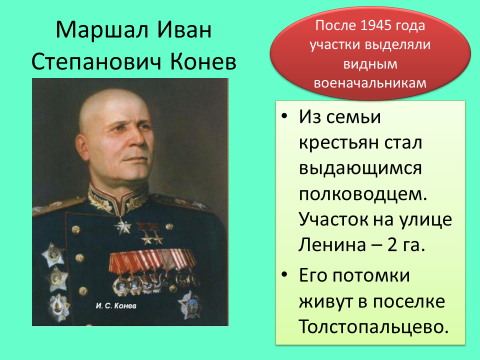 Маршал Иван
Степанович Конев
После 1945 года
участки выделяли
видным
военачальникам
• Из семьи
крестьян стал
выдающимся
полководцем.
Участок на улице
Ленина – 2 га.
• Его потомки
живут в поселке
Толстопальцево.
И. С. Конев